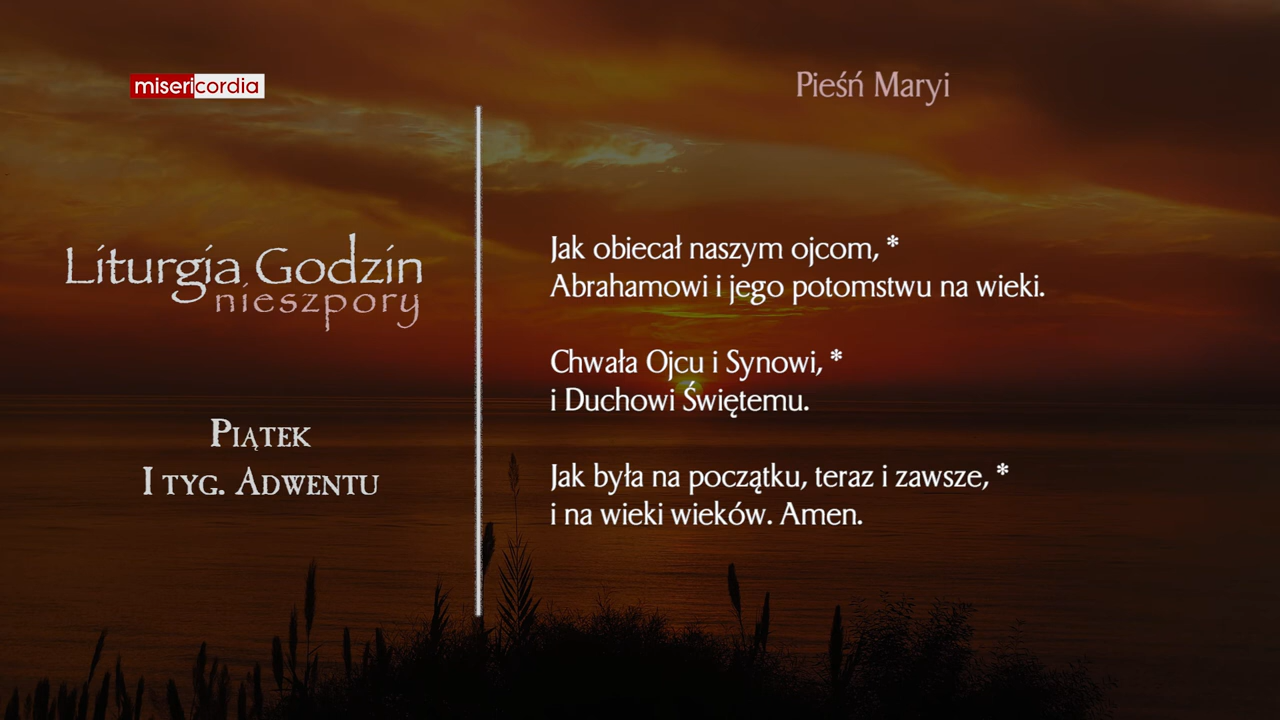 misericordia
Pieśń Maryi
Liturgia Godzin
nieszpory
Piątek
I tyg. Adwentu
Jak obiecał naszym ojcom, *
Abrahamowi i jego potomstwu na wieki.
Chwała Ojcu i Synowi, *
i Duchowi Świętemu.
Jak była na początku, teraz i zawsze, *
i na wieki wieków. Amen.